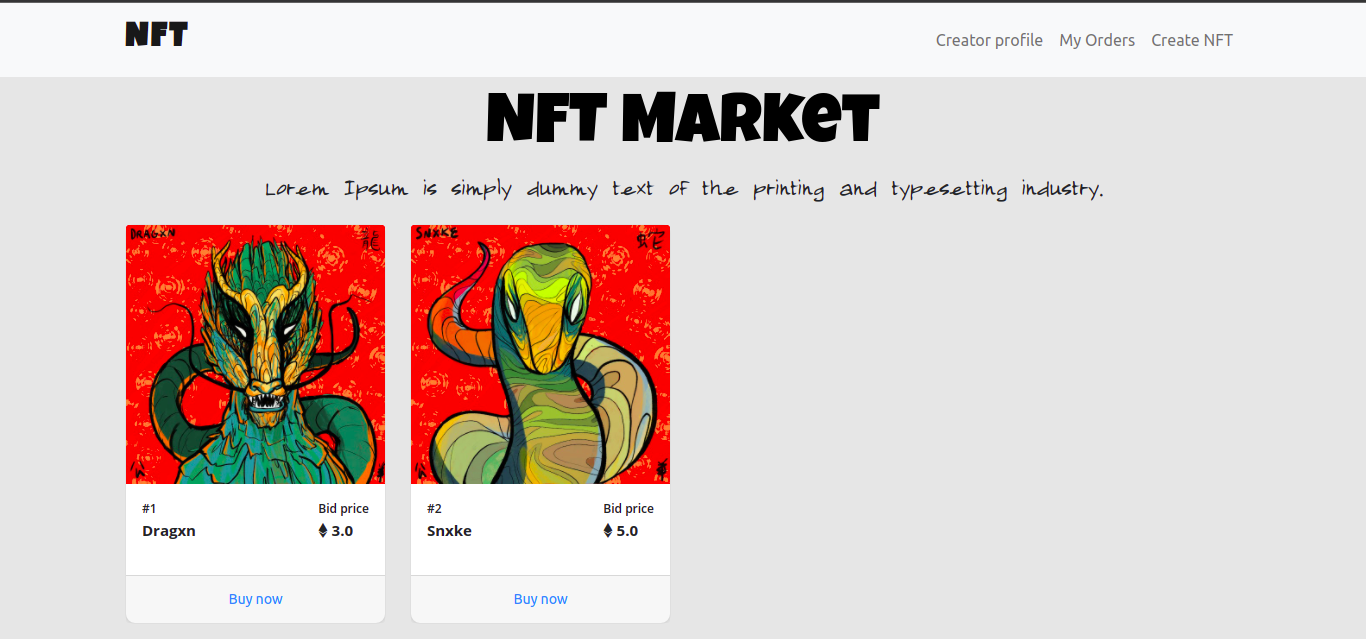 NFT
Creator profile My Orders Create NFT
NFT Market
Lorem Ipsum is simply dummy text of the printing and typesetting industry.
DRAGXN 龍
SNXKE 蛇
#1 Bid price
Dragxn 3.0
#2 Bid price
Snxke 5.0
Buy now
Buy now